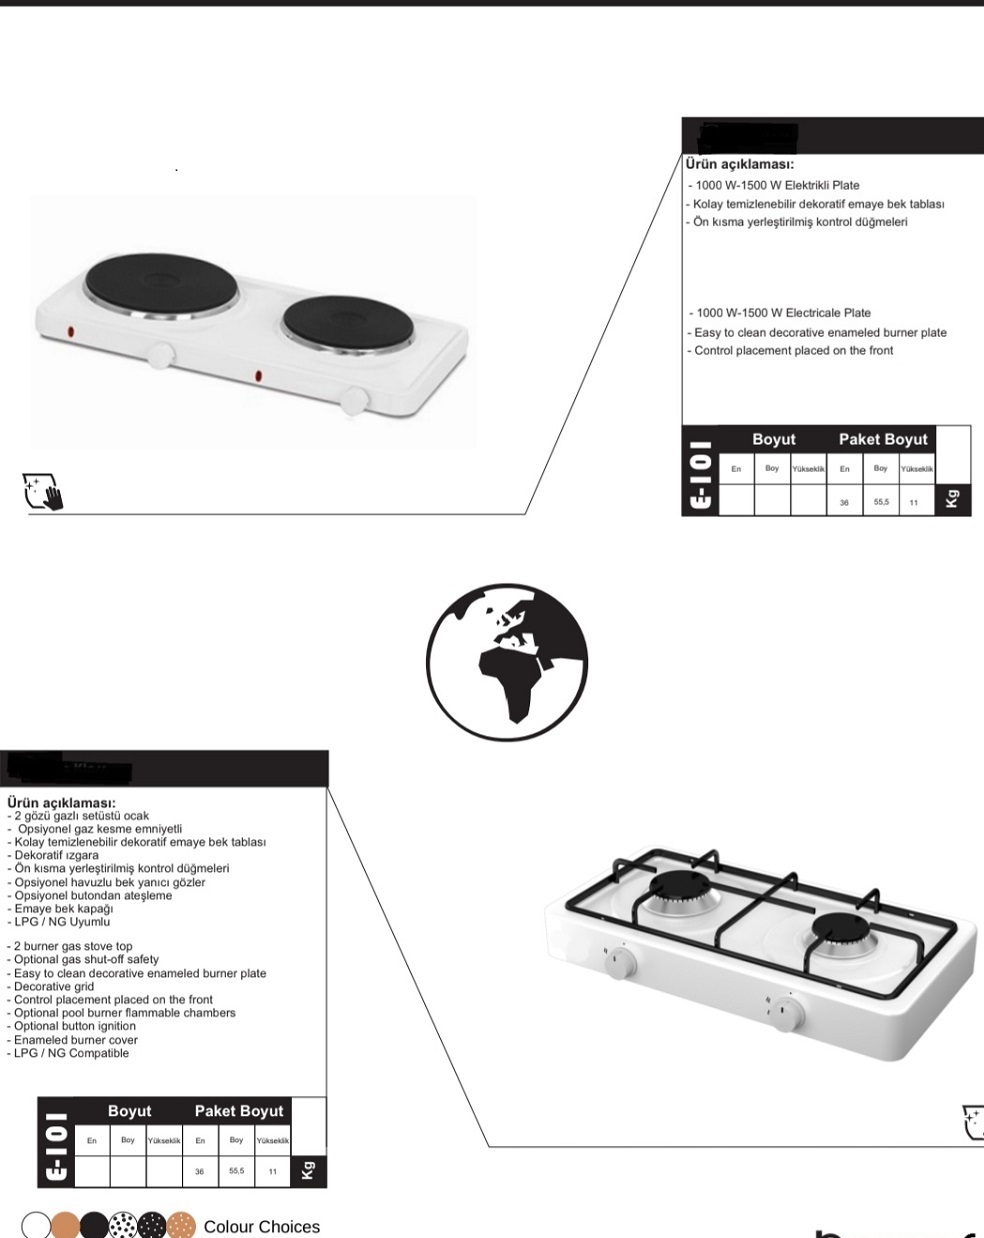 Ürün açıklaması:
- 1000 W-1500 W Elektrikli Plate
- Kolay temizlenebilir dekoratif emaye bek tablası
- Ön kısma yerleştirilmiş kontrol düğmeleri
- 1000 W-1500 W Electricale Plate
- Easy to clean decorative enameled burner plate
- Control placement placed on the front
E-101
Boyut Paket Boyut
En Boy Yükseklik En Boy Yükseklik
36 55,5 11
Kg
Ürün açıklaması:
- 2 gözü gazlı setüstü ocak
- Opsiyonel gaz kesme emniyetli
- Kolay temizlenebilir dekoratif emaye bek tablası
- Dekoratif ızgara
- Ön kısma yerleştirilmiş kontrol düğmeleri
- Opsiyonel havuzlu bek yanıcı gözler
- Opsiyonel butondan ateşleme
- Emaye bek kapağı
- LPG / NG Uyumlu
- 2 burner gas stove top
- Optional gas shut-off safety
- Easy to clean decorative enameled burner plate
- Decorative grid
- Control placement placed on the front
- Optional pool burner flammable chambers
- Optional button ignition
- Enameled burner cover
- LPG / NG Compatible
E-101
Boyut Paket Boyut
En Boy Yükseklik En Boy Yükseklik
36 55,5 11
Kg
Colour Choices